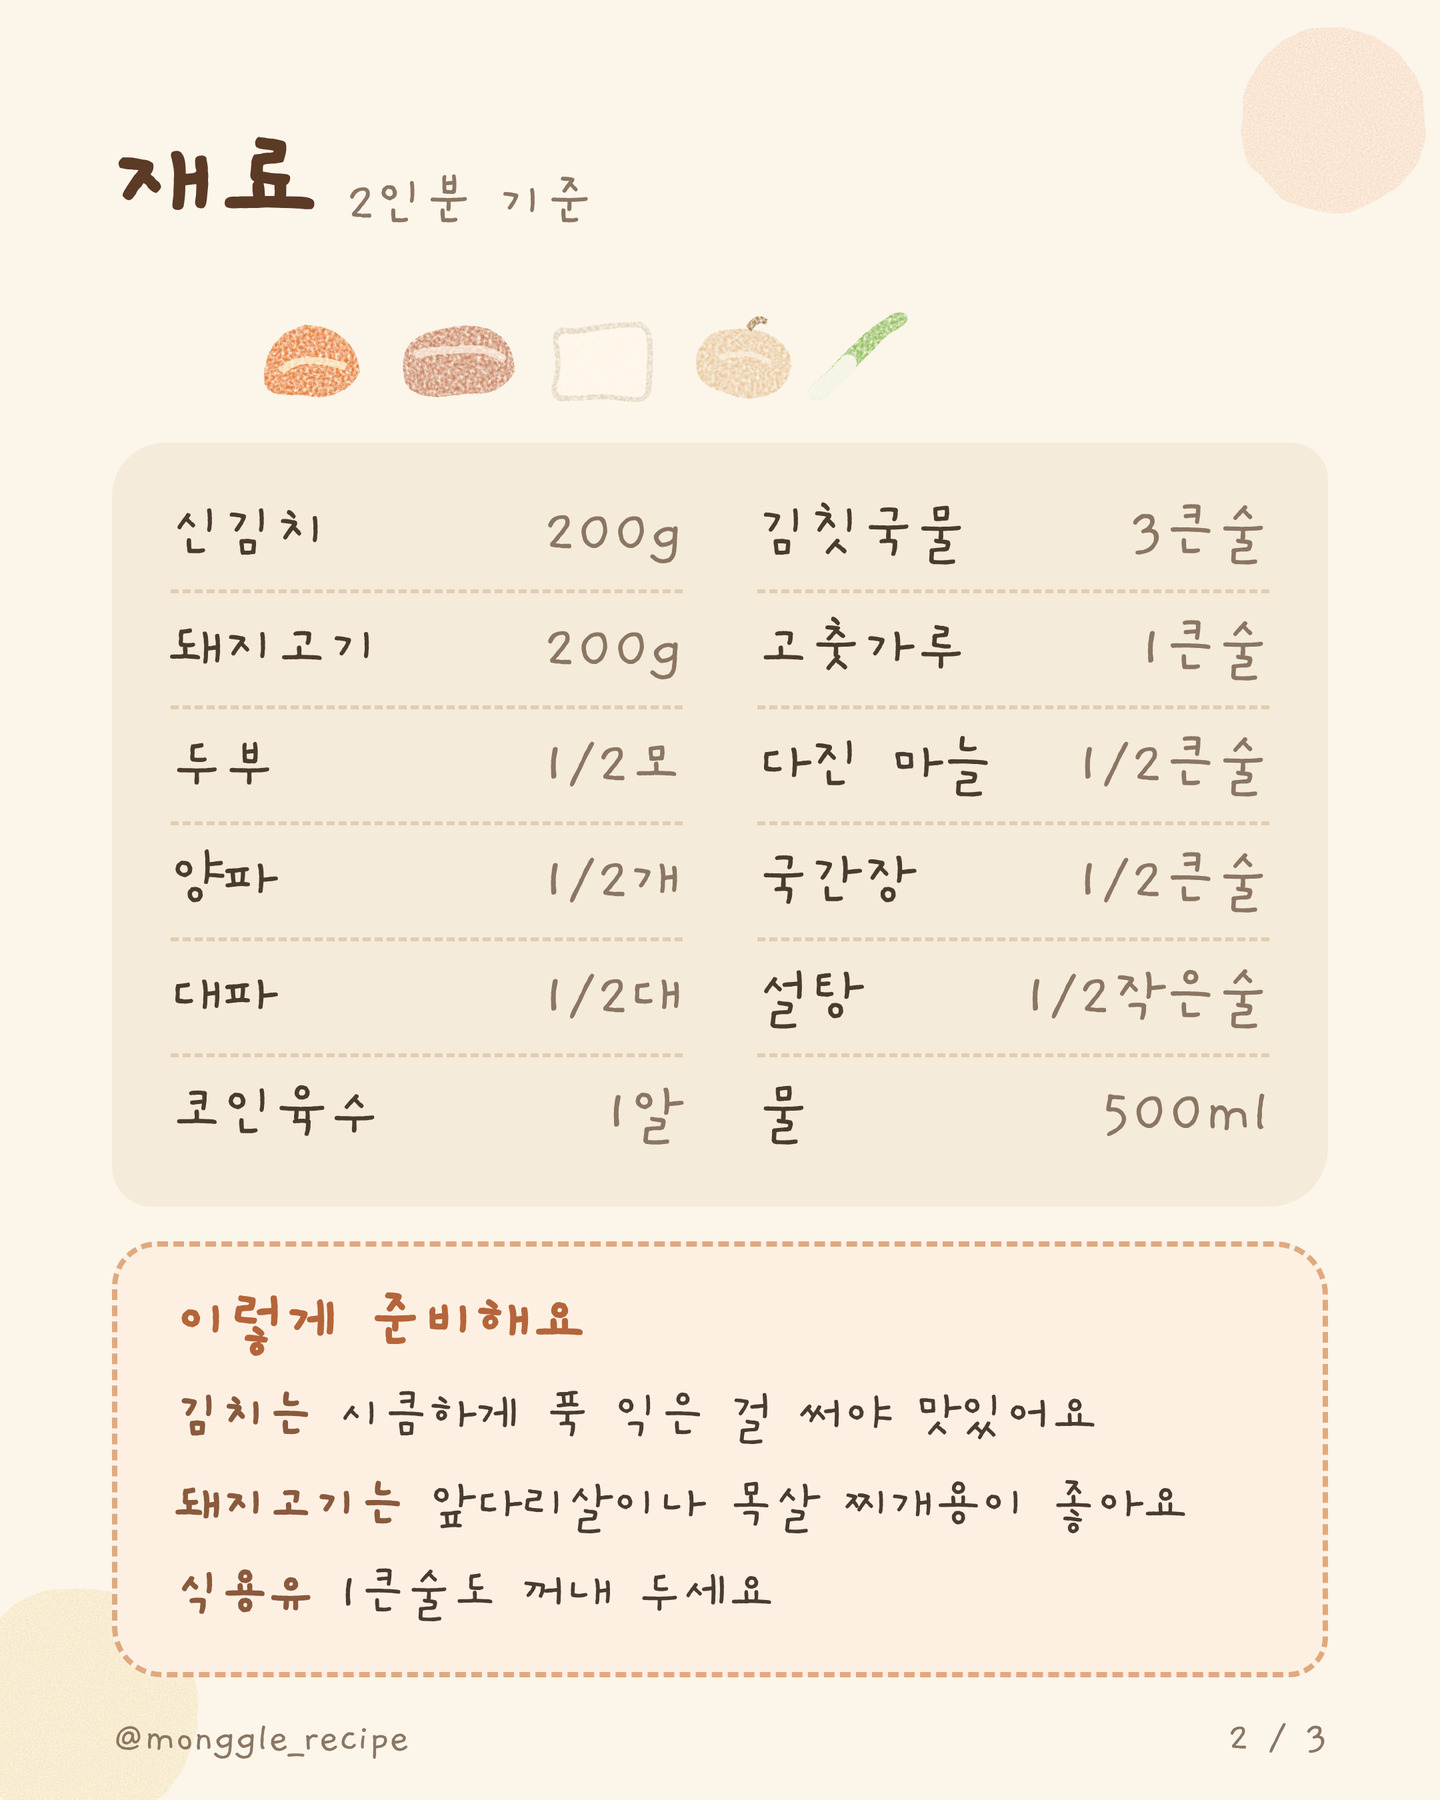 재료 2인분 기준
신김치 200g
돼지고기 200g
두부 1/2모
양파 1/2개
대파 1/2대
코인육수 1알
김칫국물 3큰술
고춧가루 1큰술
다진 마늘 1/2큰술
국간장 1/2큰술
설탕 1/2작은술
물 500ml
이렇게 준비해요
김치는 시큼하게 푹 익은 걸 써야 맛있어요
돼지고기는 앞다리살이나 목살 찌개용이 좋아요
식용유 1큰술도 꺼내 두세요
@monggle_recipe
2 / 3